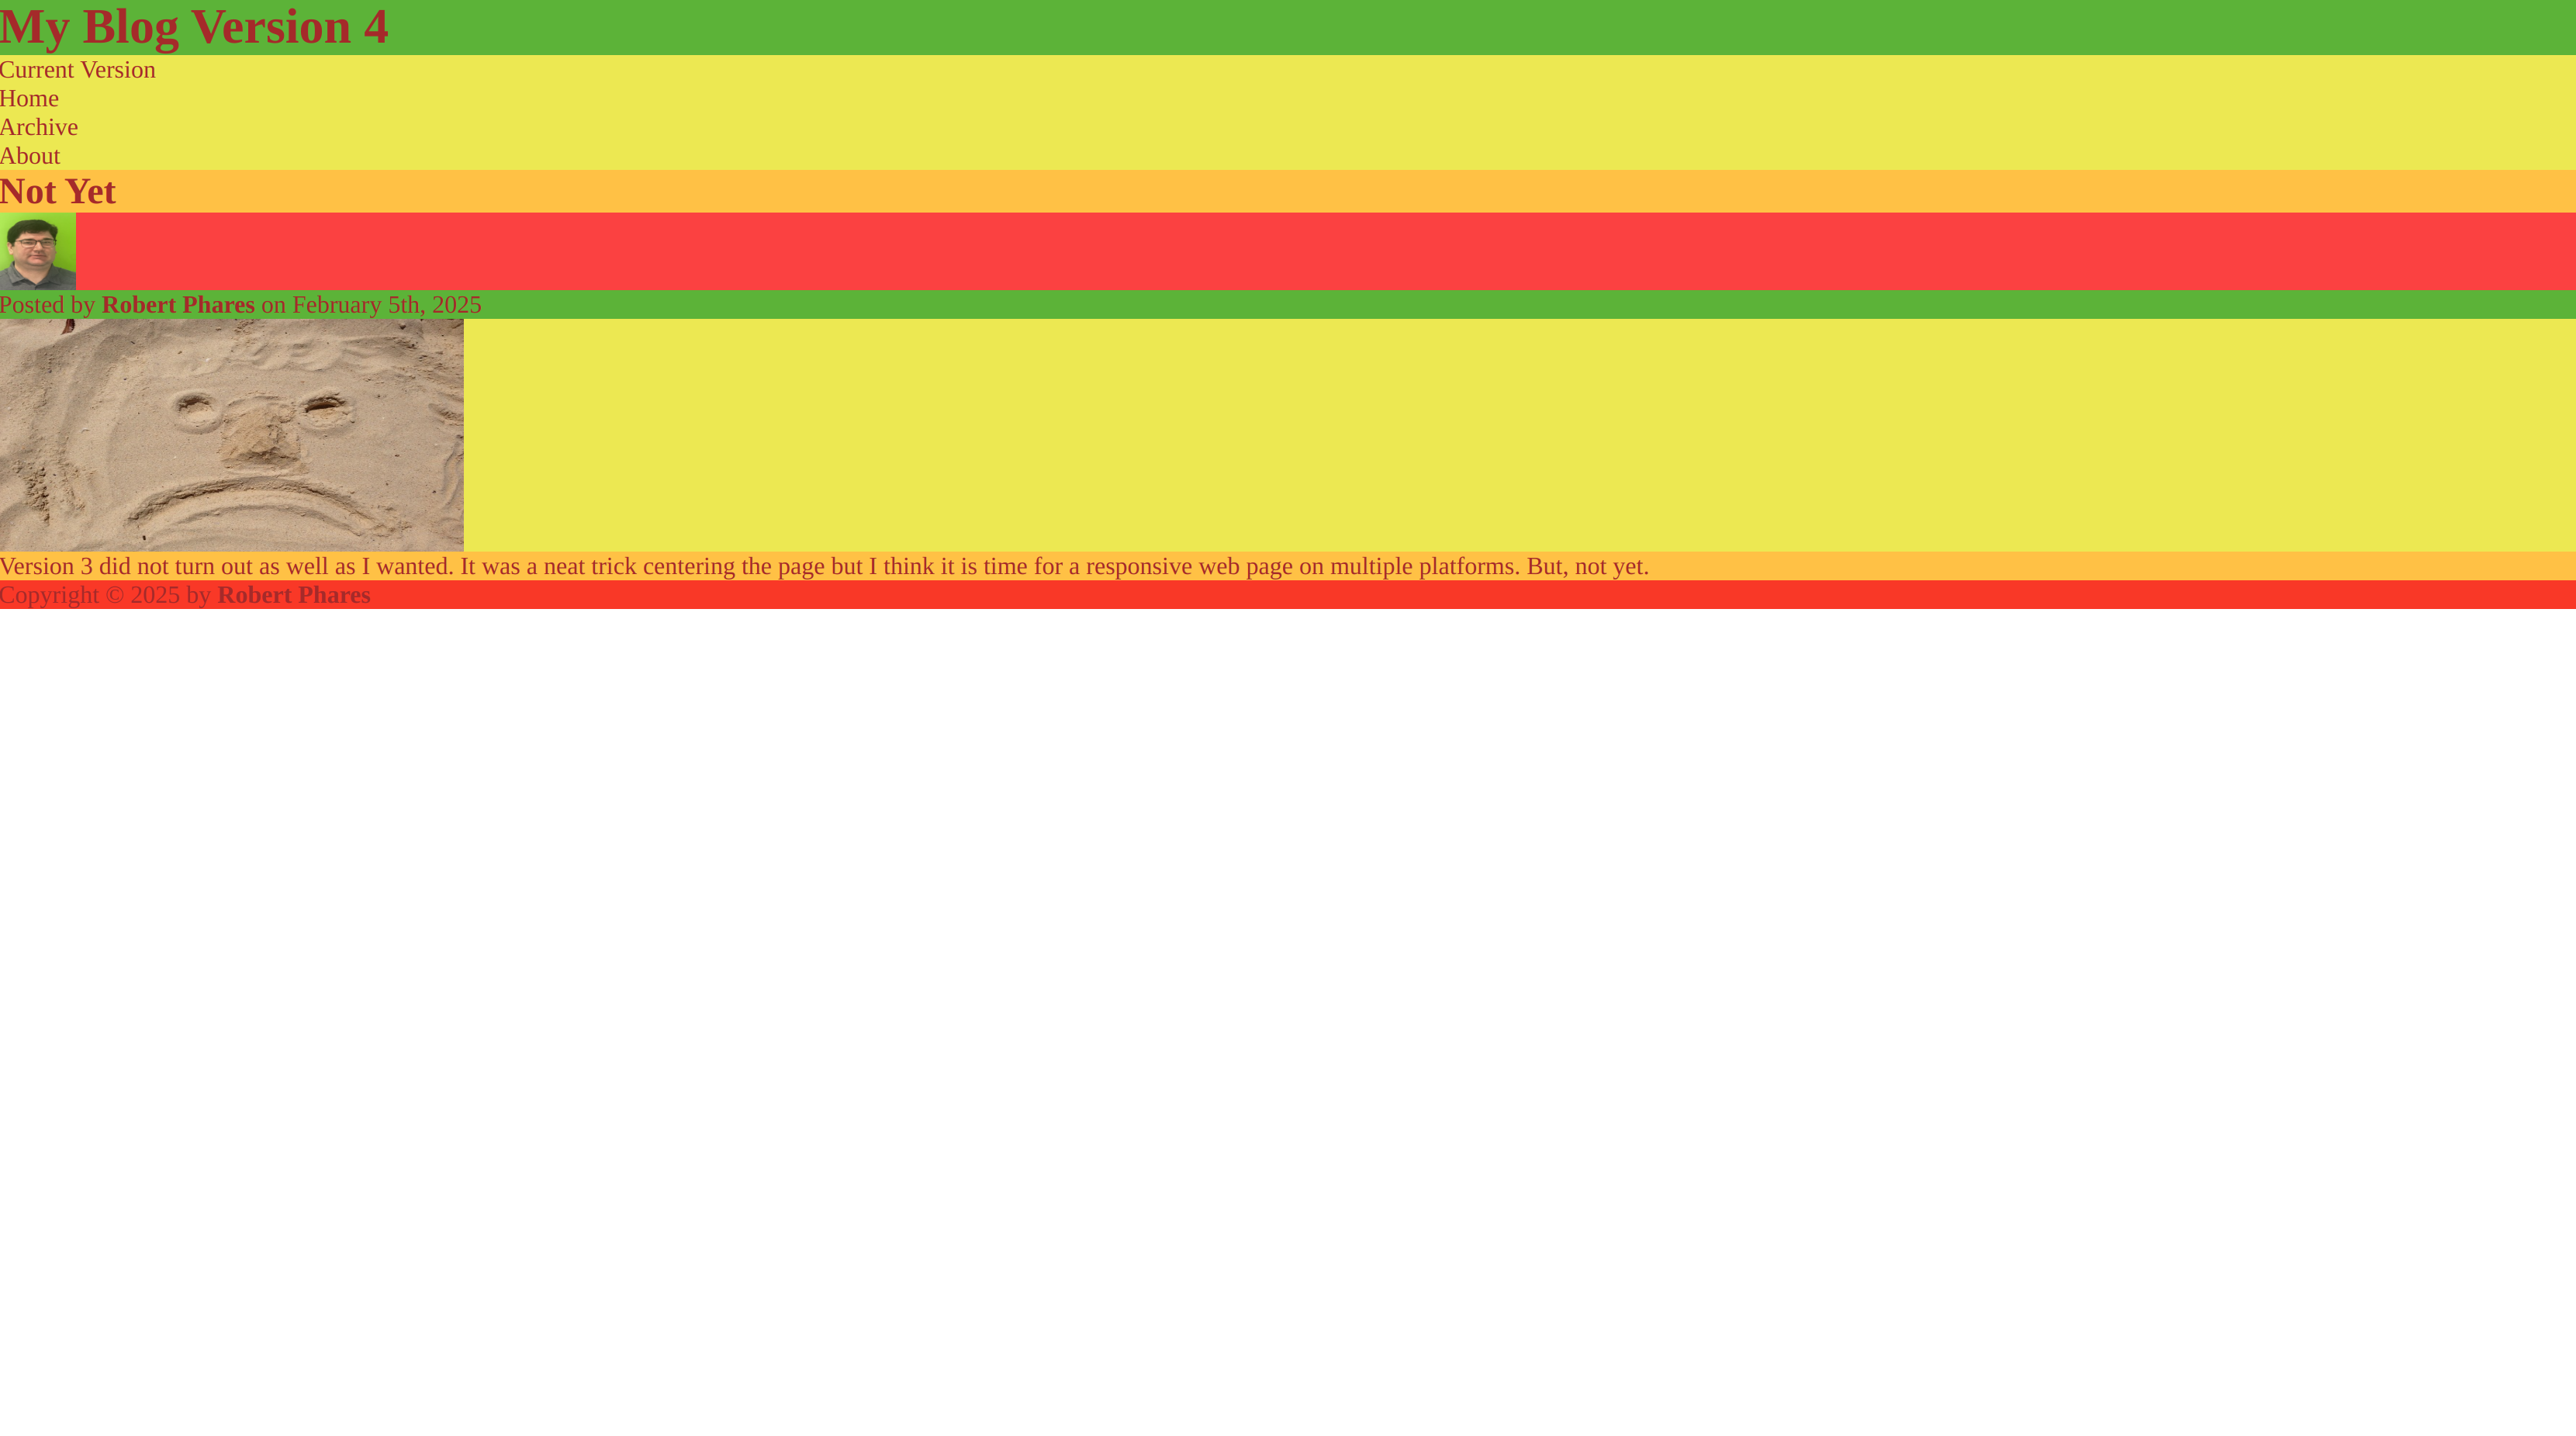 My Blog Version 4
Current Version
Home
Archive
About
Not Yet
Posted by Robert Phares on February 5th, 2025
Version 3 did not turn out as well as I wanted. It was a neat trick centering the page but I think it is time for a responsive web page on multiple platforms. But, not yet.
Copyright © 2025 by Robert Phares